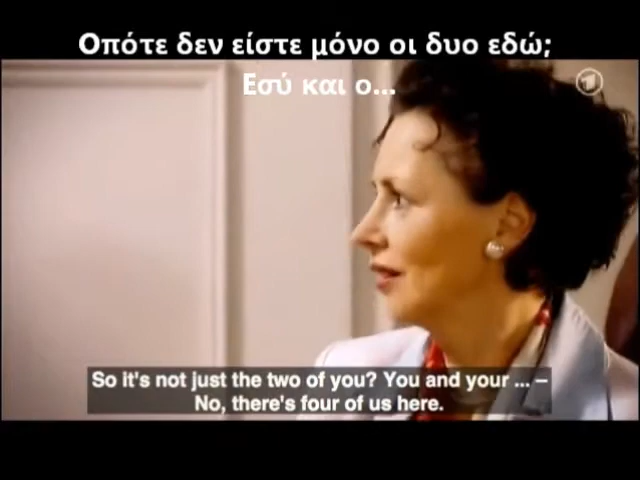 Οπότε δεν είστε μόνο οι δυο εδώ;
Εσύ και ο...
So it's not just the two of you? You and your ... –
No, there's four of us here.